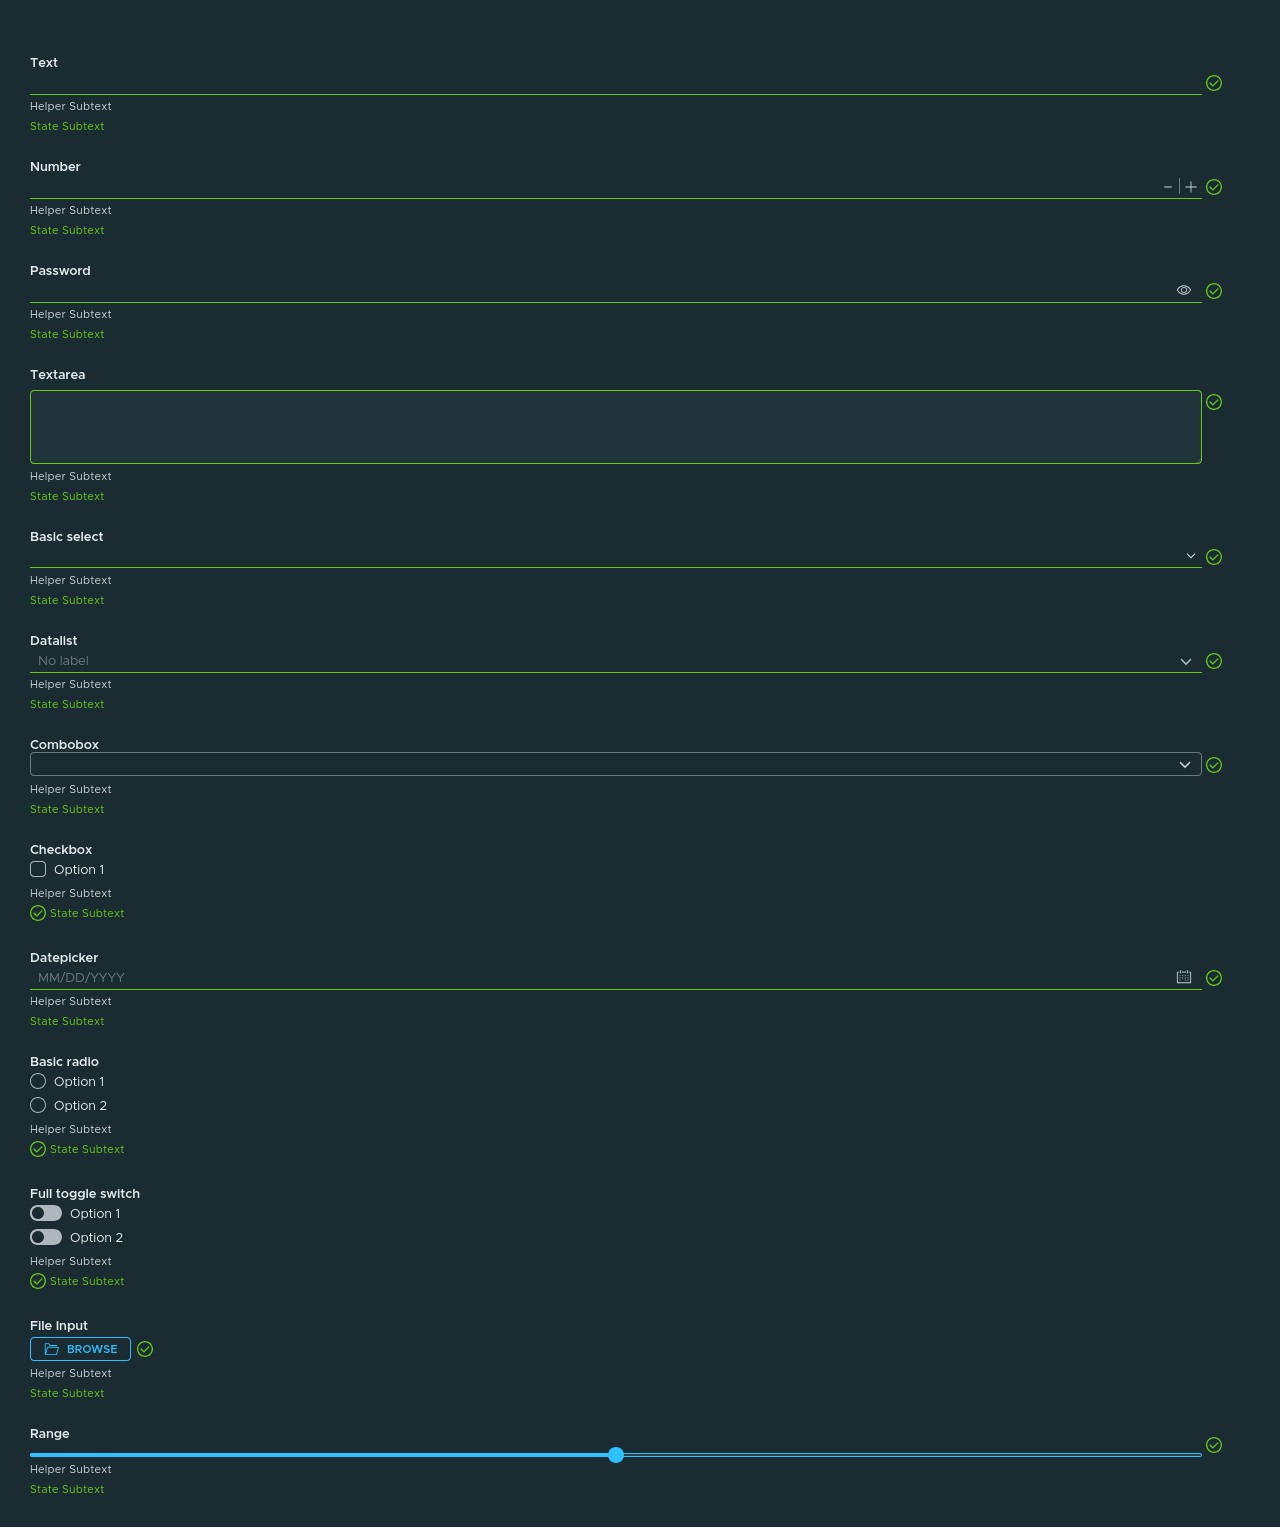 Text
Helper Subtext
State Subtext
Number
Helper Subtext
State Subtext
Password
Helper Subtext
State Subtext
Textarea
Helper Subtext
State Subtext
Basic select
Helper Subtext
State Subtext
Datalist
No label
Helper Subtext
State Subtext
Combobox
Helper Subtext
State Subtext
Checkbox
Option 1
Helper Subtext
State Subtext
Datepicker
MM/DD/YYYY
Helper Subtext
State Subtext
Basic radio
Option 1
Option 2
Helper Subtext
State Subtext
Full toggle switch
Option 1
Option 2
Helper Subtext
State Subtext
File Input
BROWSE
Helper Subtext
State Subtext
Range
Helper Subtext
State Subtext